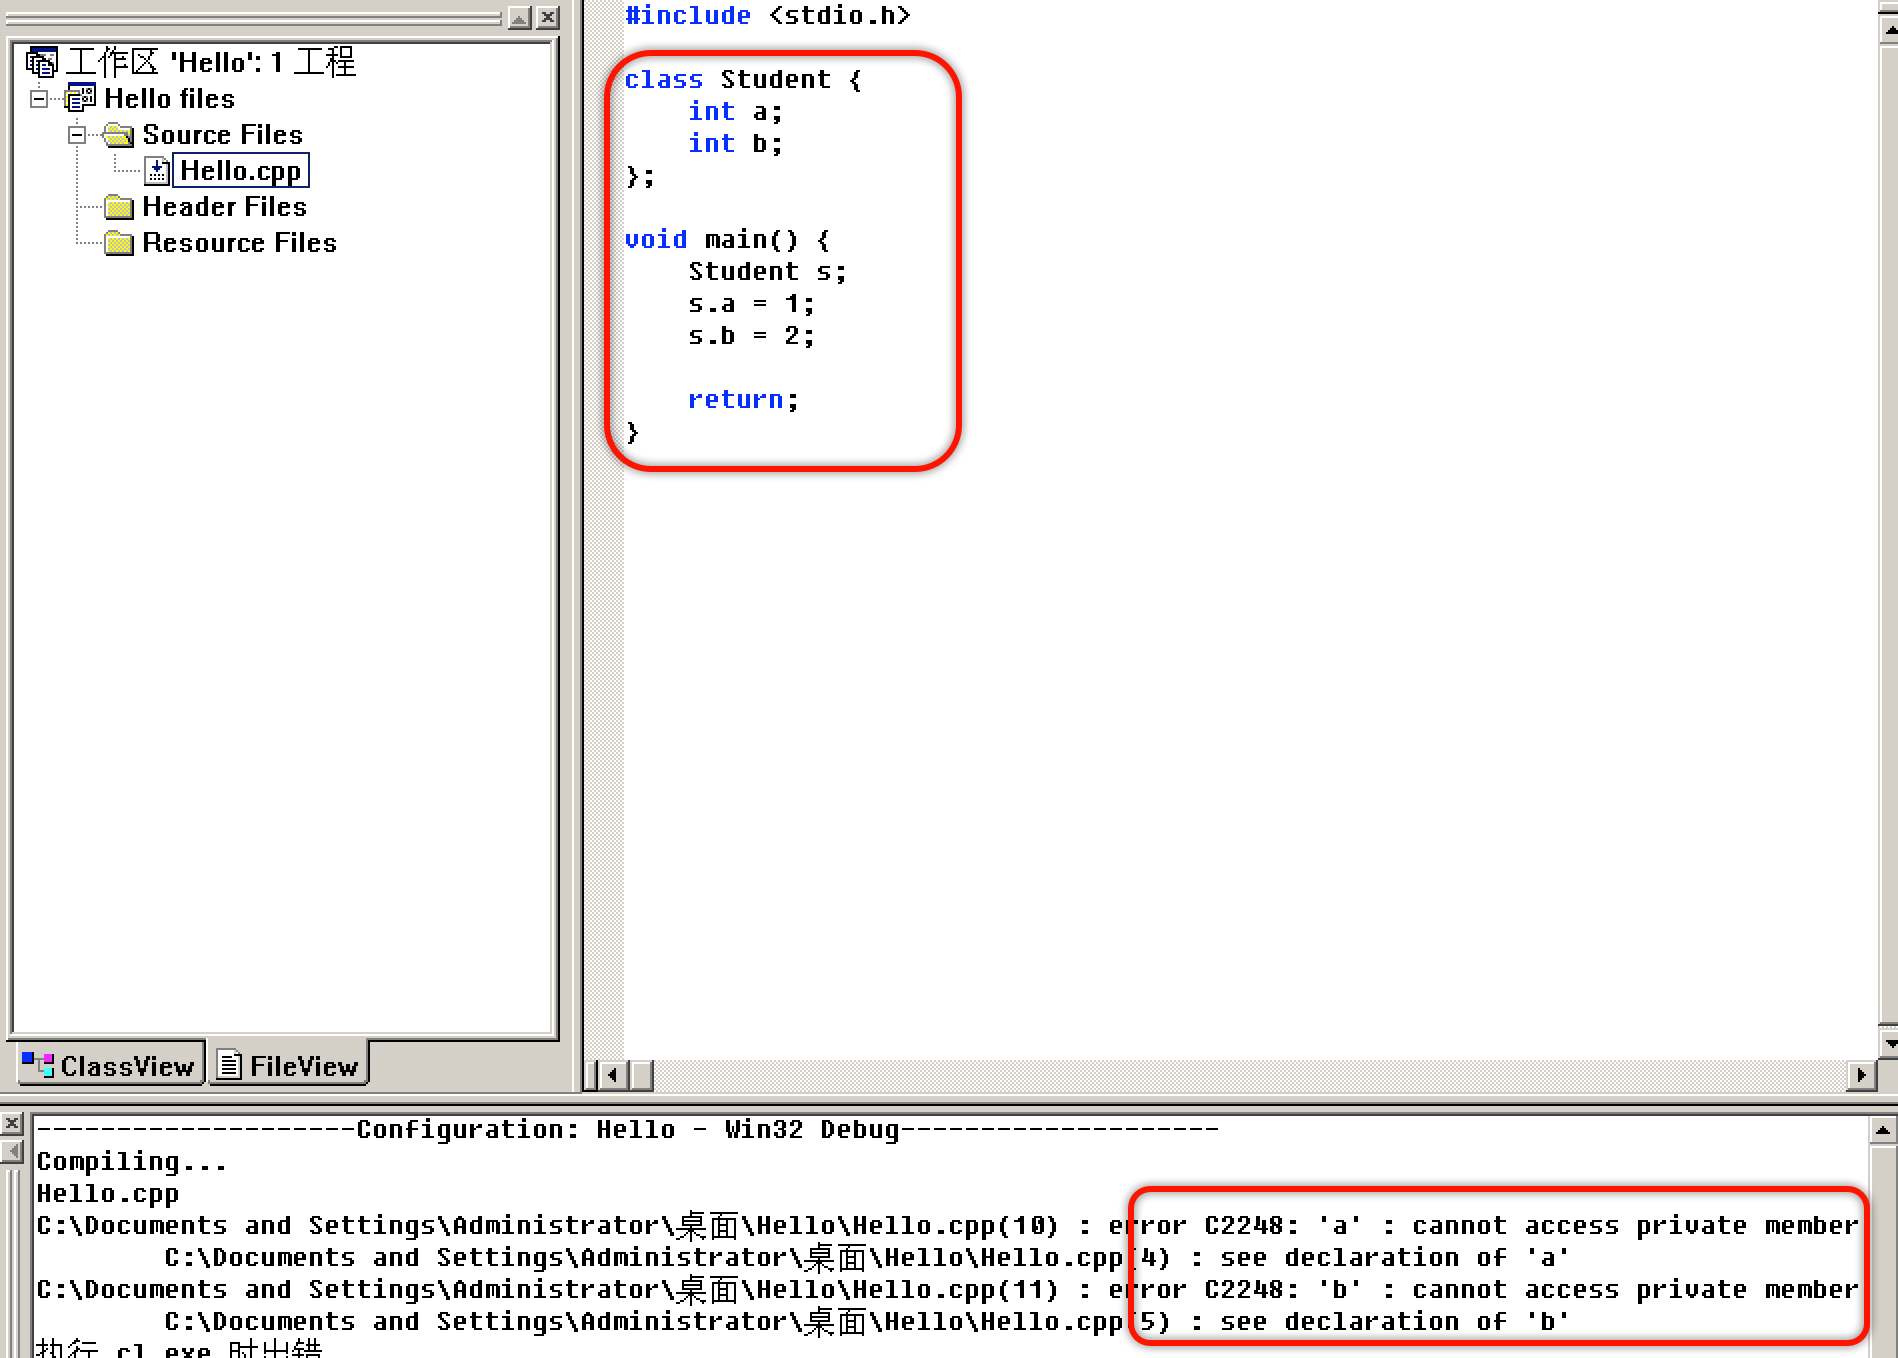 工作区 'Hello': 1 工程
Hello files
Source Files
Hello.cpp
Header Files
Resource Files
ClassView
FileView
#include <stdio.h>
class Student {
    int a;
    int b;
};
void main() {
    Student s;
    s.a = 1;
    s.b = 2;
    return;
}
--------------------Configuration: Hello - Win32 Debug--------------------
Compiling...
Hello.cpp
C:\Documents and Settings\Administrator\桌面\Hello\Hello.cpp(10) : error C2248: 'a' : cannot access private member
        C:\Documents and Settings\Administrator\桌面\Hello\Hello.cpp(4) : see declaration of 'a'
C:\Documents and Settings\Administrator\桌面\Hello\Hello.cpp(11) : error C2248: 'b' : cannot access private member
        C:\Documents and Settings\Administrator\桌面\Hello\Hello.cpp(5) : see declaration of 'b'
执行 cl.exe 时出错